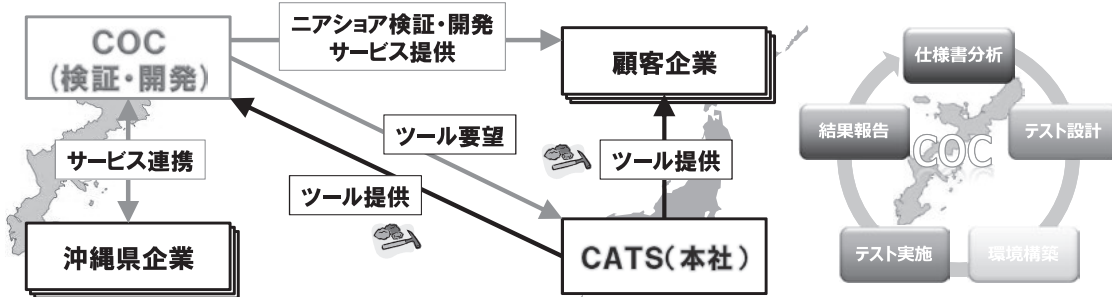 COC
(検証・開発)
ニアショア検証・開発
サービス提供
顧客企業
サービス連携
ツール要望
ツール提供
ツール提供
沖縄県企業
CATS(本社)
仕様書分析
結果報告
COC
テスト設計
テスト実施
環境構築